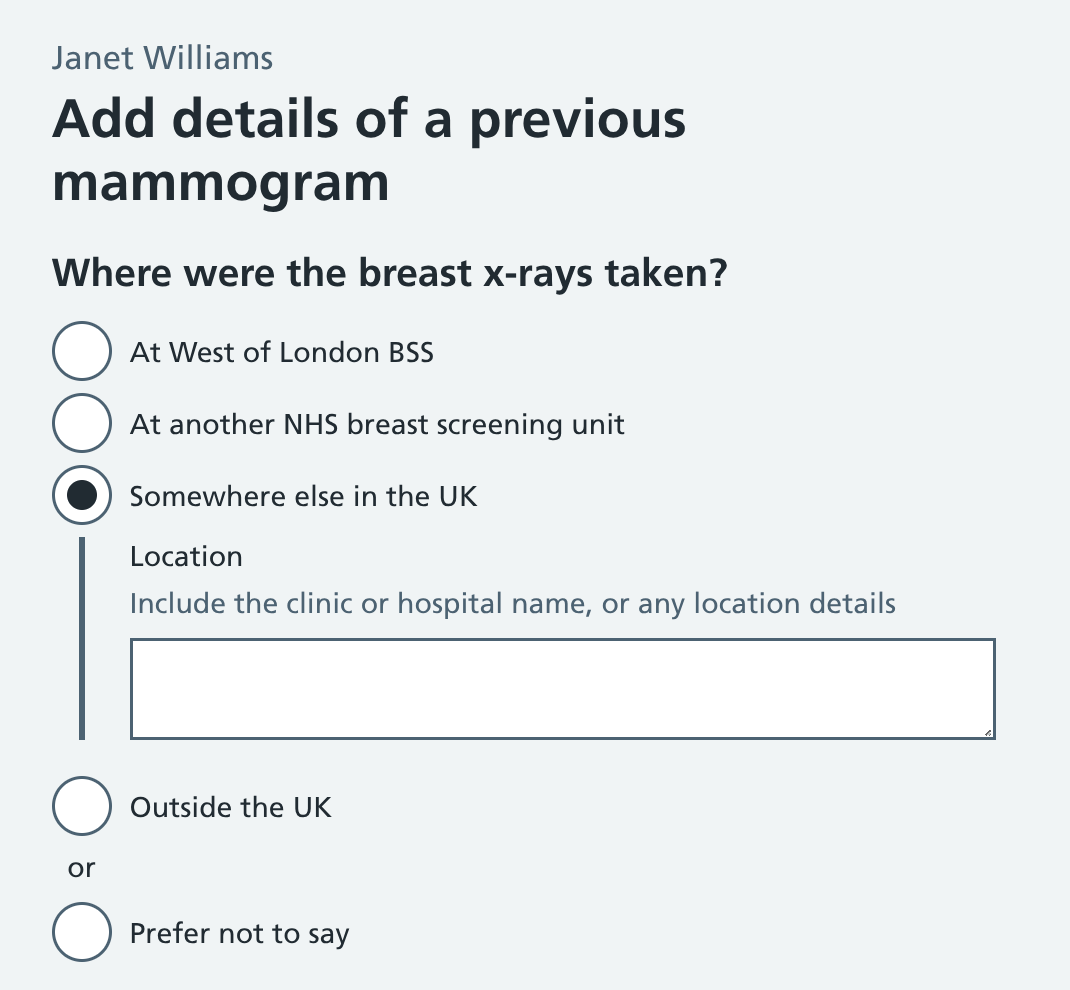 Janet Williams
Add details of a previous
mammogram
Where were the breast x-rays taken?
At West of London BSS
At another NHS breast screening unit
Somewhere else in the UK
Location
Include the clinic or hospital name, or any location details
Outside the UK
or
Prefer not to say